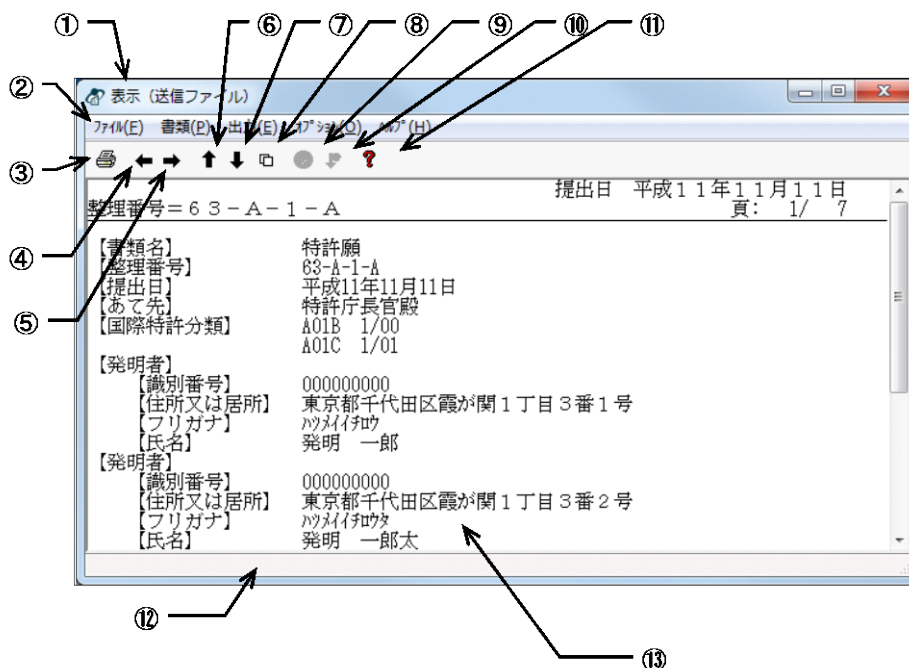 ① ⑥ ⑦ ⑧ ⑨ ⑩ ⑪
② 表示（送信ファイル）
ﾌｧｲﾙ(F) 書類(P) 出力(E) ｵﾌﾟｼｮﾝ(O) ﾍﾙﾌﾟ(H)
③ ?
提出日 平成１１年１１月１１日
整理番号＝６３－Ａ－１－Ａ 頁： 1/ 7
④ 【書類名】 特許願
【整理番号】 63-A-1-A
【提出日】 平成11年11月11日
【あて先】 特許庁長官殿
⑤ 【国際特許分類】 A01B 1/00
A01C 1/01
【発明者】
【識別番号】 000000000
【住所又は居所】 東京都千代田区霞が関１丁目３番１号
【フリガナ】 ﾊﾂﾒｲｲﾁﾛｳ
【氏名】 発明 一郎
【発明者】
【識別番号】 000000000
【住所又は居所】 東京都千代田区霞が関１丁目３番２号
【フリガナ】 ﾊﾂﾒｲｲﾁﾛｳﾀ
【氏名】 発明 一郎太
⑫
⑬